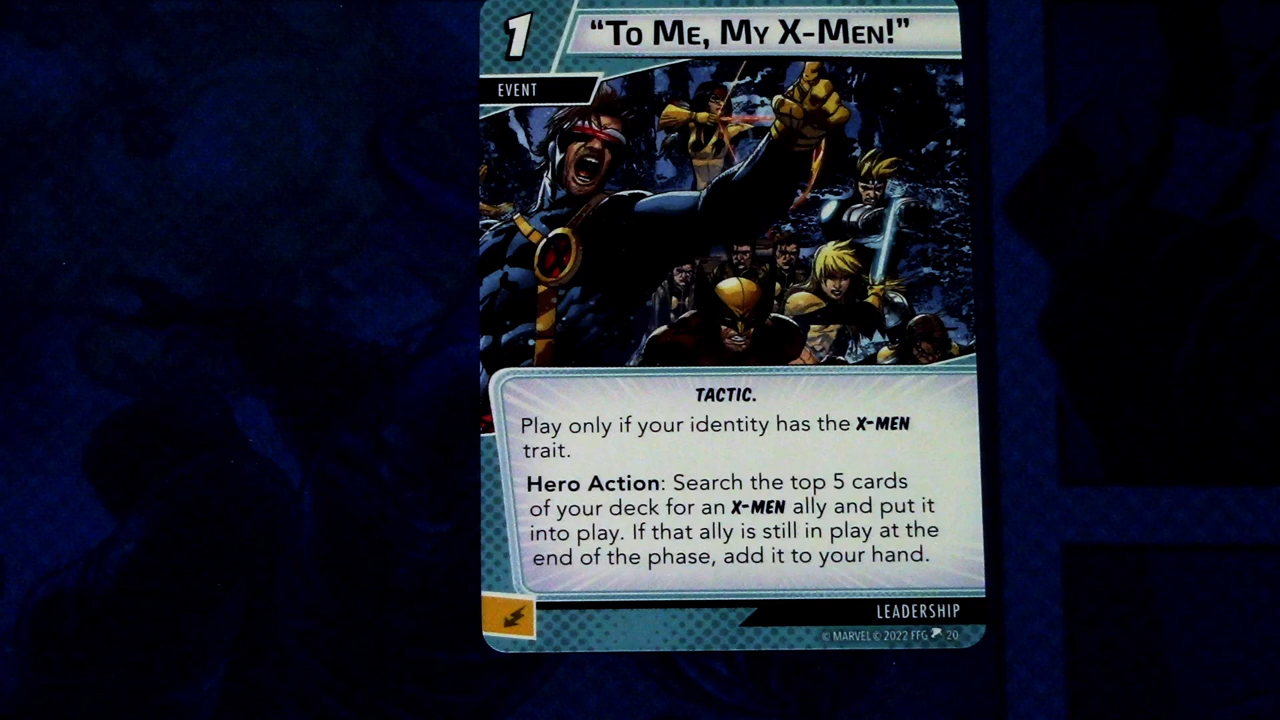 1
“To Me, My X-Men!”
EVENT
TACTIC.
Play only if your identity has the X-MEN
trait.
Hero Action: Search the top 5 cards
of your deck for an X-MEN ally and put it
into play. If that ally is still in play at the
end of the phase, add it to your hand.
LEADERSHIP
© MARVEL © 2022 FFG 20